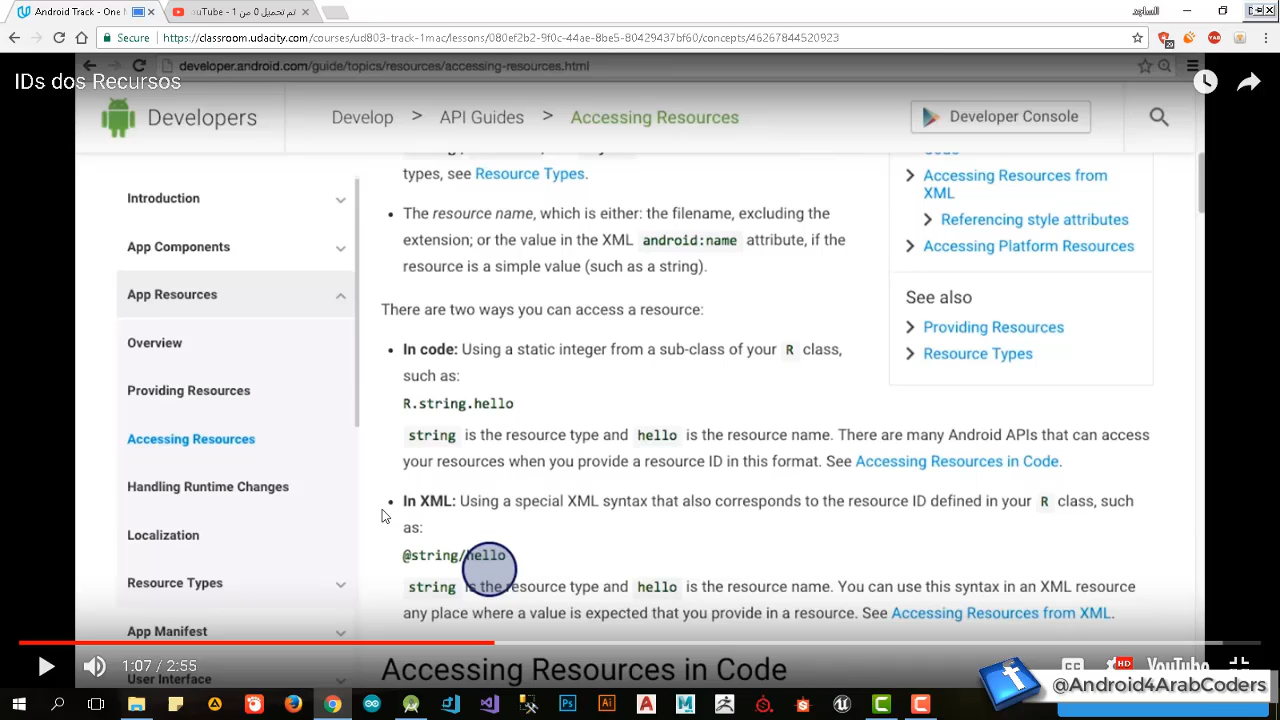 Android Track - One
YouTube - 1 تم تحميل 0 من
السايد
Secure
https://classroom.udacity.com/courses/ud803-track-1mac/lessons/080ef2b2-9f0c-44ae-8be5-80429437bf60/concepts/46267844520923
developer.android.com/guide/topics/resources/accessing-resources.html
IDs dos Recursos
Developers
Develop > API Guides > Accessing Resources
Developer Console
Introduction
App Components
App Resources
Overview
Providing Resources
Accessing Resources
Handling Runtime Changes
Localization
Resource Types
App Manifest
User Interface
types, see Resource Types.
• The resource name, which is either: the filename, excluding the
extension; or the value in the XML android:name attribute, if the
resource is a simple value (such as a string).
There are two ways you can access a resource:
• In code: Using a static integer from a sub-class of your R class,
such as:
R.string.hello
string is the resource type and hello is the resource name. There are many Android APIs that can access
your resources when you provide a resource ID in this format. See Accessing Resources in Code.
• In XML: Using a special XML syntax that also corresponds to the resource ID defined in your R class, such
as:
@string/hello
string is the resource type and hello is the resource name. You can use this syntax in an XML resource
any place where a value is expected that you provide in a resource. See Accessing Resources from XML.
Accessing Resources in Code
Accessing Resources from
XML
Referencing style attributes
Accessing Platform Resources
See also
Providing Resources
Resource Types
1:07 / 2:55
CC
HD
YouTube
@Android4ArabCoders